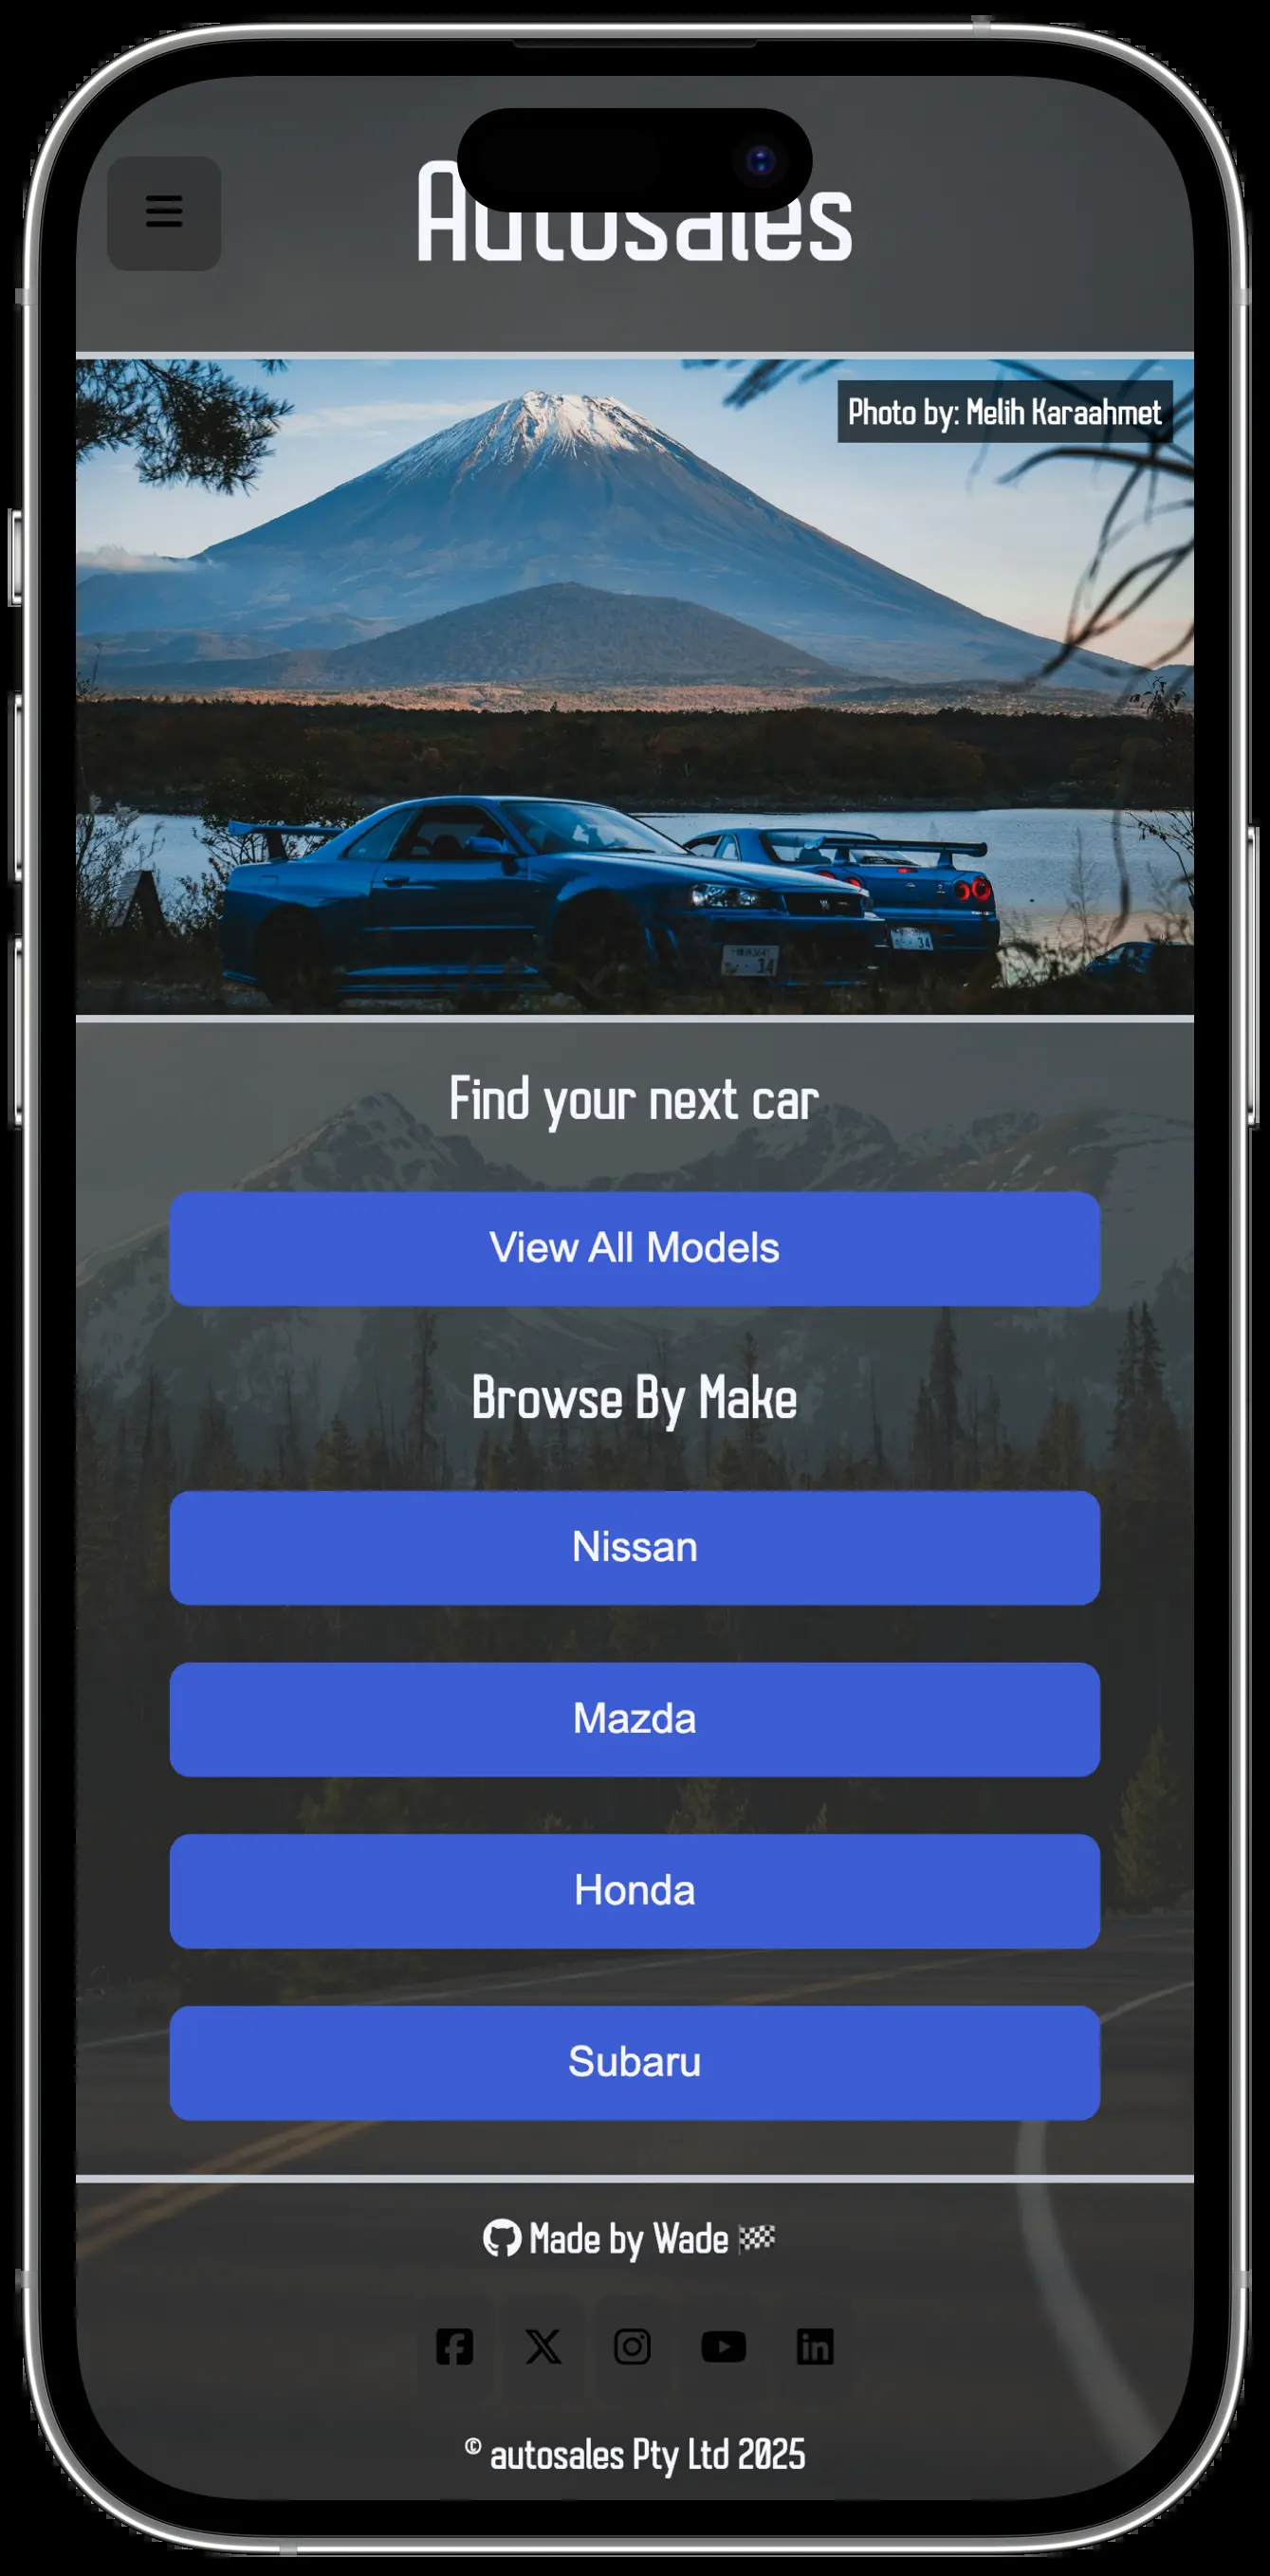 Autosales
Photo by: Melih Karaahmet
Find your next car
View All Models
Browse By Make
Nissan
Mazda
Honda
Subaru
Made by Wade 🏁
© autosales Pty Ltd 2025